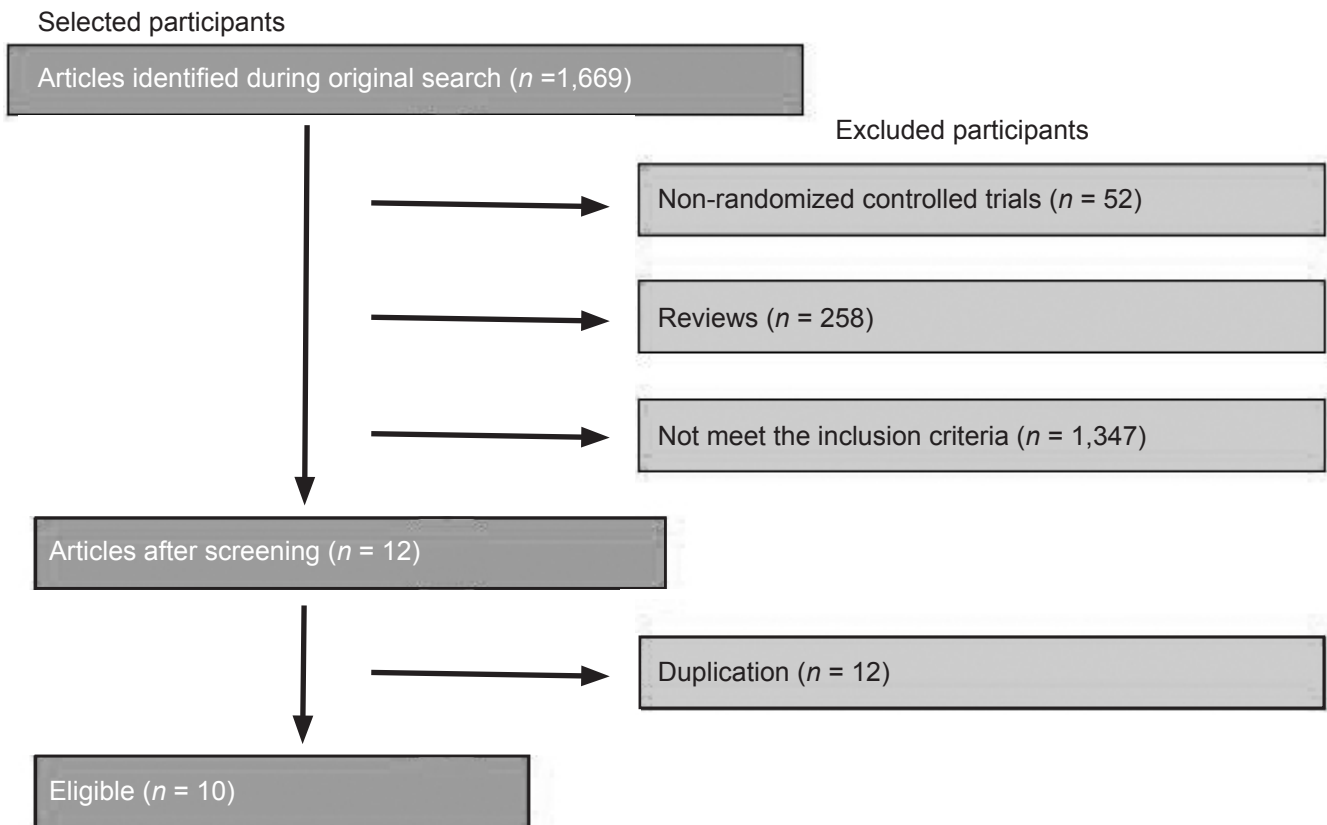 Selected participants
Articles identified during original search (n =1,669)
Excluded participants
Non-randomized controlled trials (n = 52)
Reviews (n = 258)
Not meet the inclusion criteria (n = 1,347)
Articles after screening (n = 12)
Duplication (n = 12)
Eligible (n = 10)